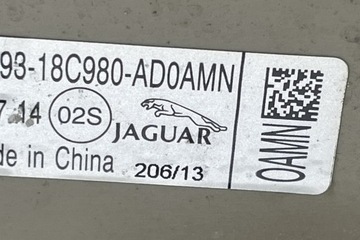 93-18C980-AD0AMN
7.14 02S JAGUAR
de in China 206/13
0AMN